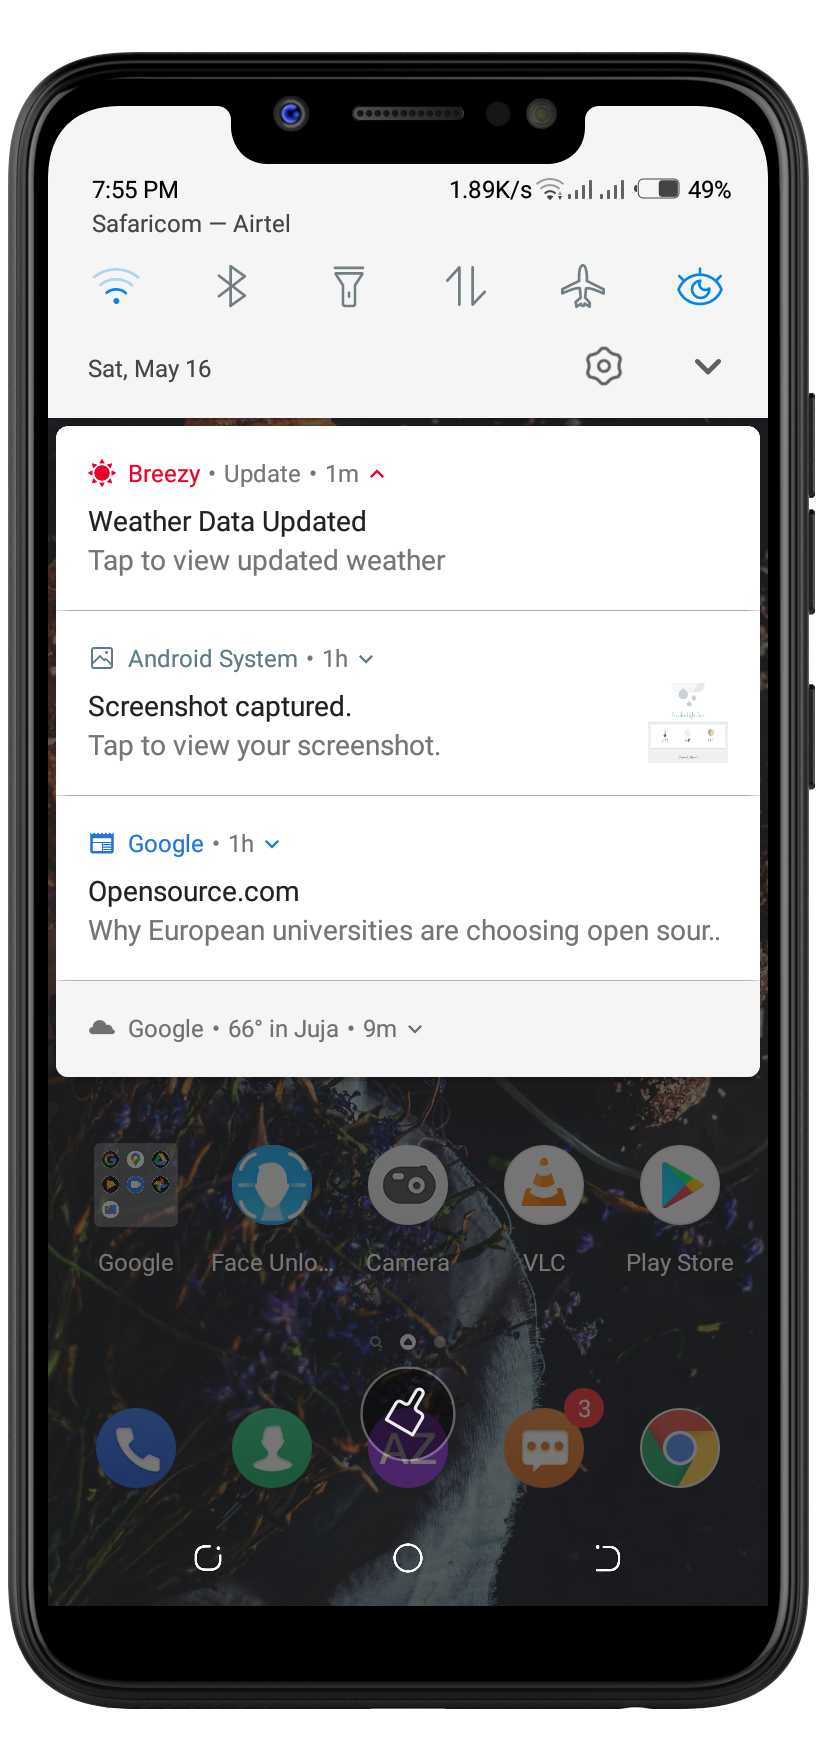 7:55 PM 1.89K/s 49%
Safaricom — Airtel
Sat, May 16
Breezy • Update • 1m
Weather Data Updated
Tap to view updated weather
Android System • 1h
Screenshot captured.
Tap to view your screenshot.
Google • 1h
Opensource.com
Why European universities are choosing open sour..
Google • 66° in Juja • 9m
Google Face Unlo... Camera VLC Play Store
3
AZ